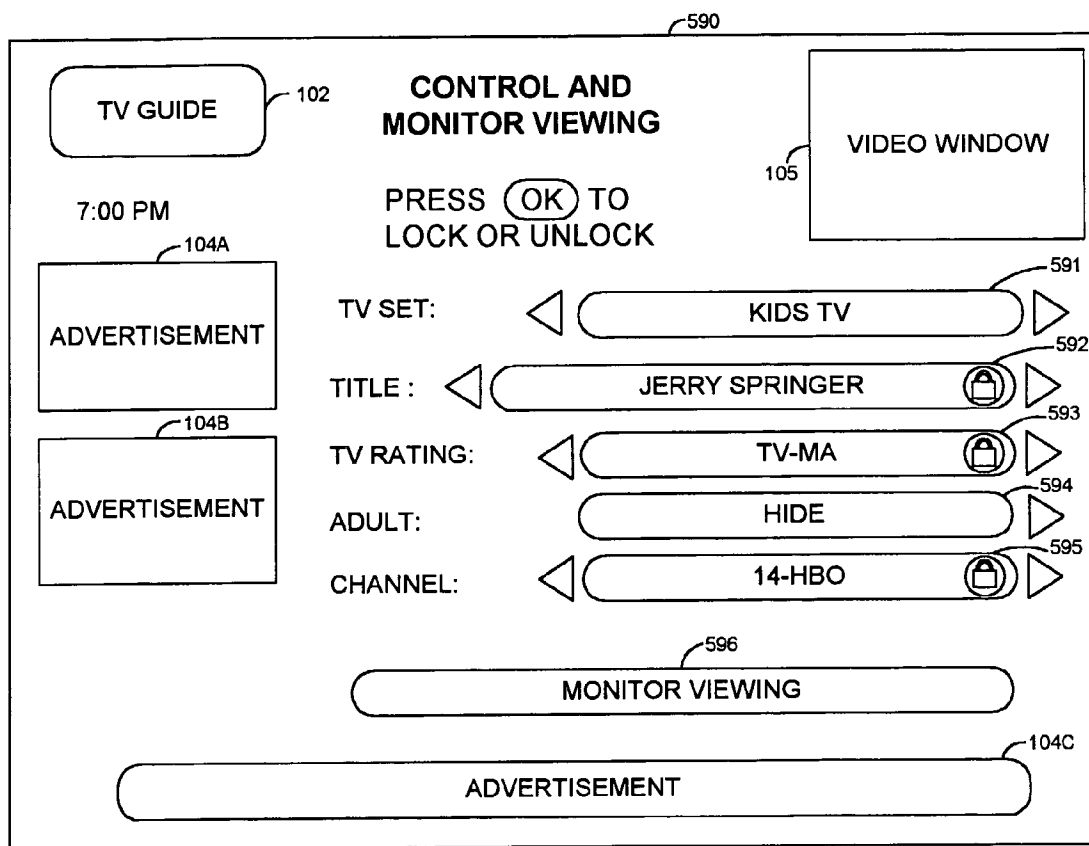 590
TV GUIDE
102
CONTROL AND
MONITOR VIEWING
VIDEO WINDOW
105
7:00 PM
PRESS OK TO
LOCK OR UNLOCK
104A
ADVERTISEMENT
104B
ADVERTISEMENT
591
TV SET:
KIDS TV
592
TITLE :
JERRY SPRINGER
593
TV RATING:
TV-MA
594
ADULT:
HIDE
595
CHANNEL:
14-HBO
596
MONITOR VIEWING
104C
ADVERTISEMENT